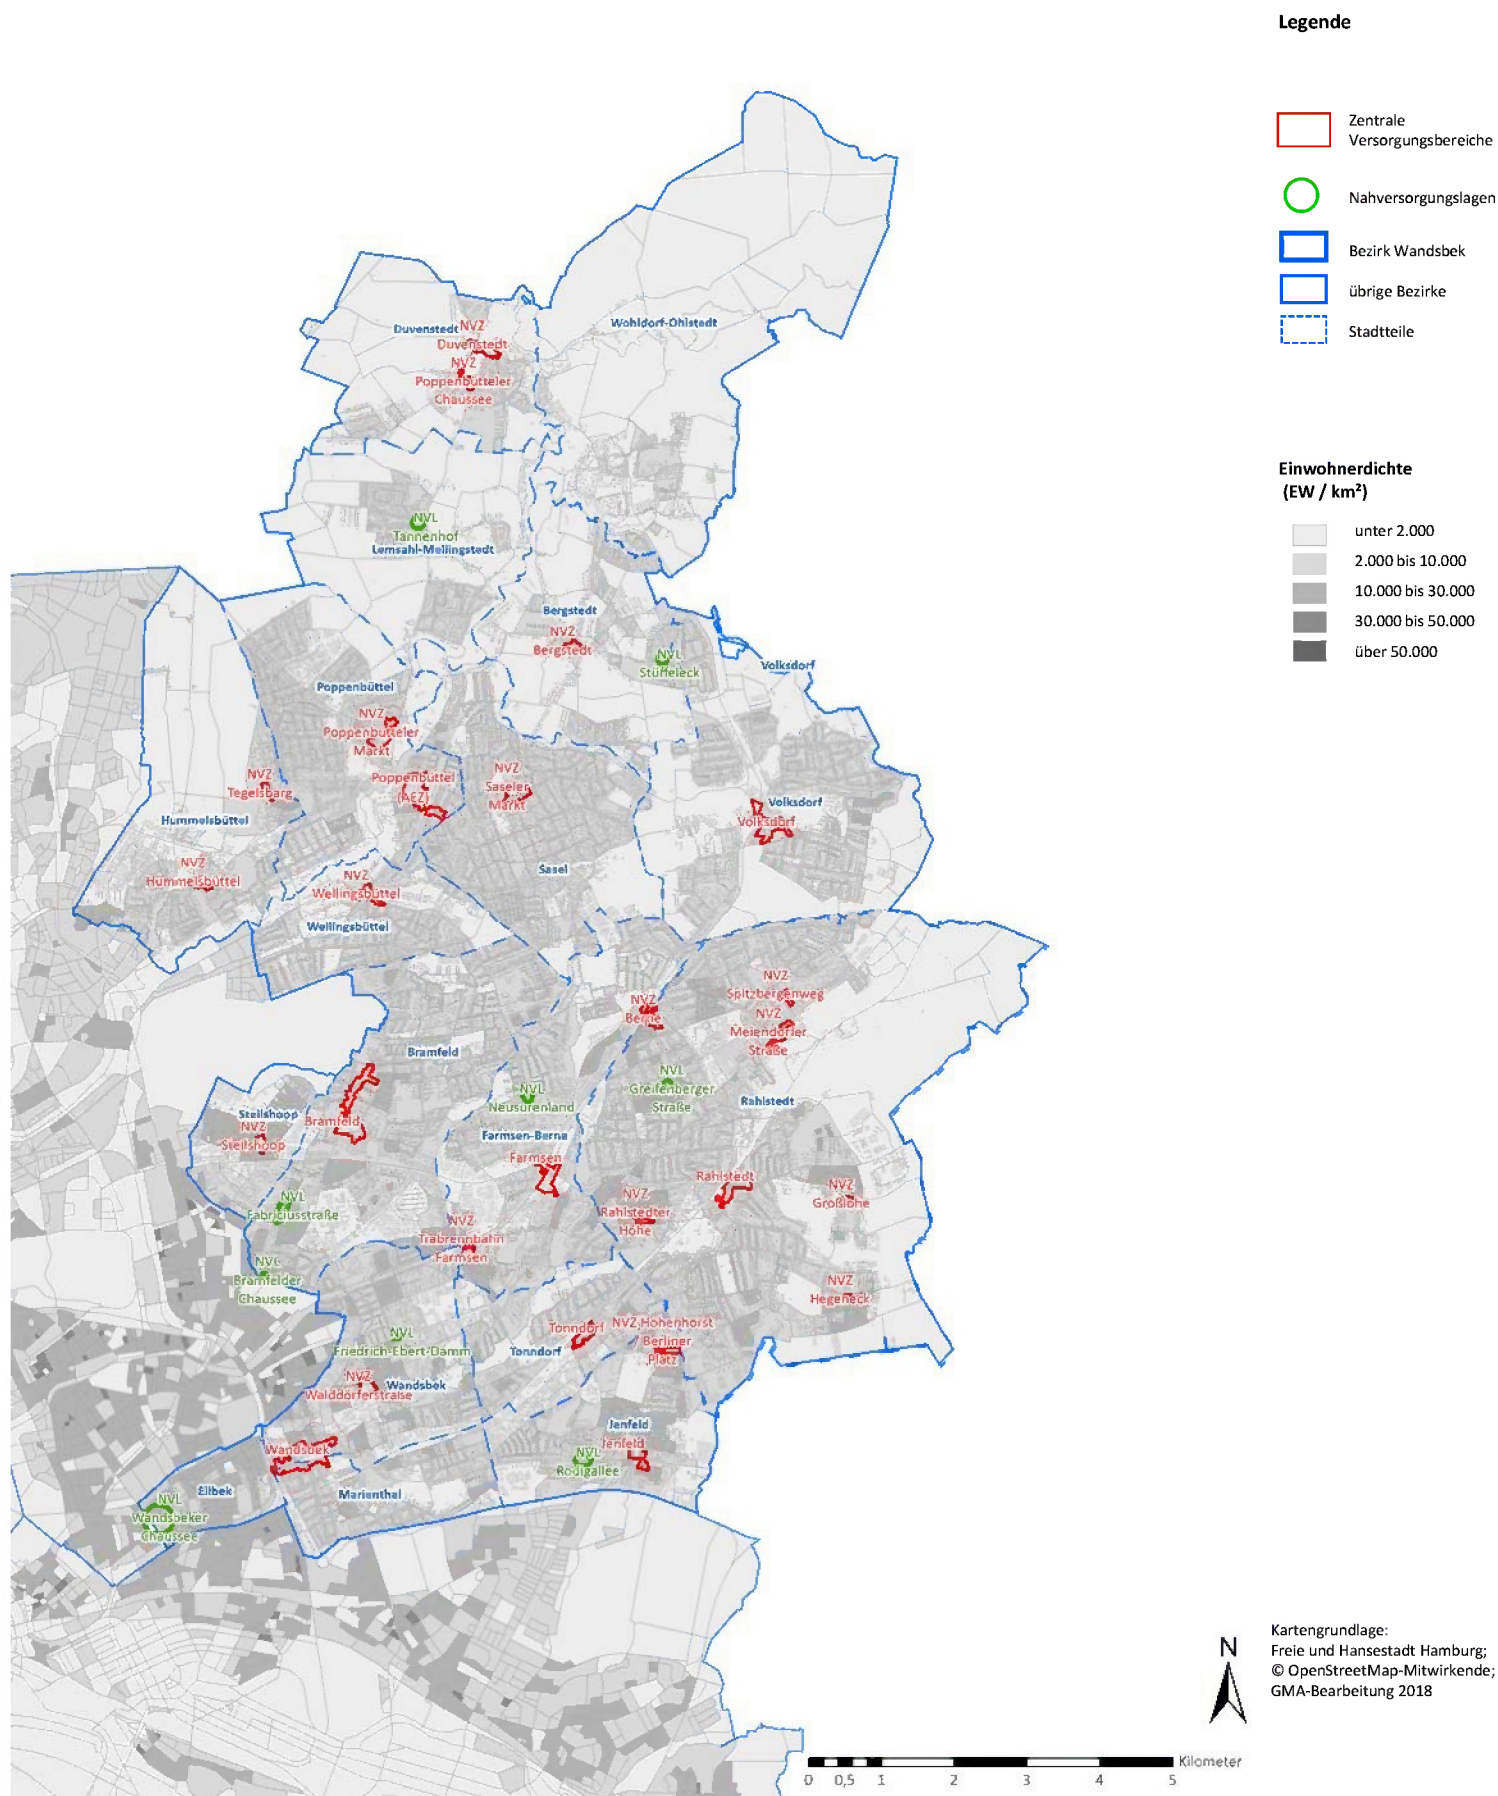 Legende
Zentrale
Versorgungsbereiche
Nahversorgungslagen
Bezirk Wandsbek
übrige Bezirke
Stadtteile
Einwohnerdichte
(EW / km²)
unter 2.000
2.000 bis 10.000
10.000 bis 30.000
30.000 bis 50.000
über 50.000
Duvenstedt
NVZ
Duvenstedt
NVZ
Poppenbütteler
Chaussee
Wohldorf-Ohlstedt
NVL
Tannenhof
Lemsahl-Mellingstedt
Bergstedt
NVZ
Bergstedt
NVL
Stüffeleck
Volksdorf
Poppenbüttel
NVZ
Poppenbütteler
Markt
NVZ
Tegelsbarg
Poppenbüttel
(AEZ)
NVZ
Saseler
Markt
Volksdorf
Volksdorf
Hummelsbüttel
NVZ
Hummelsbüttel
NVZ
Wellingsbüttel
Wellingsbüttel
Sasel
NVZ
Spitzbergenweg
NVZ
Meiendorfer
Straße
NVZ
Berne
Bramfeld
NVL
Greifenberger
Straße
NVL
Neusurenland
Rahlstedt
Steilshoop
NVZ
Steilshoop
Bramfeld
Farmsen-Berne
Farmsen
Rahlstedt
NVZ
Großlohe
NVL
Fabriciusstraße
NVZ
Rahlstedter
Höhe
NVZ
Trabrennbahn
Farmsen
NVL
Bramfelder
Chaussee
NVZ
Hegeneck
NVL
Friedrich-Ebert-Damm
Tonndorf
Tonndorf
NVZ Hohenhorst
Berliner
Platz
NVZ
Walddörferstraße
Wandsbek
Wandsbek
Jenfeld
Jenfeld
NVL
Rodigallee
Eilbek
Marienthal
NVL
Wandsbeker
Chaussee
N
Kartengrundlage:
Freie und Hansestadt Hamburg;
© OpenStreetMap-Mitwirkende;
GMA-Bearbeitung 2018
Kilometer
0 0,5 1 2 3 4 5